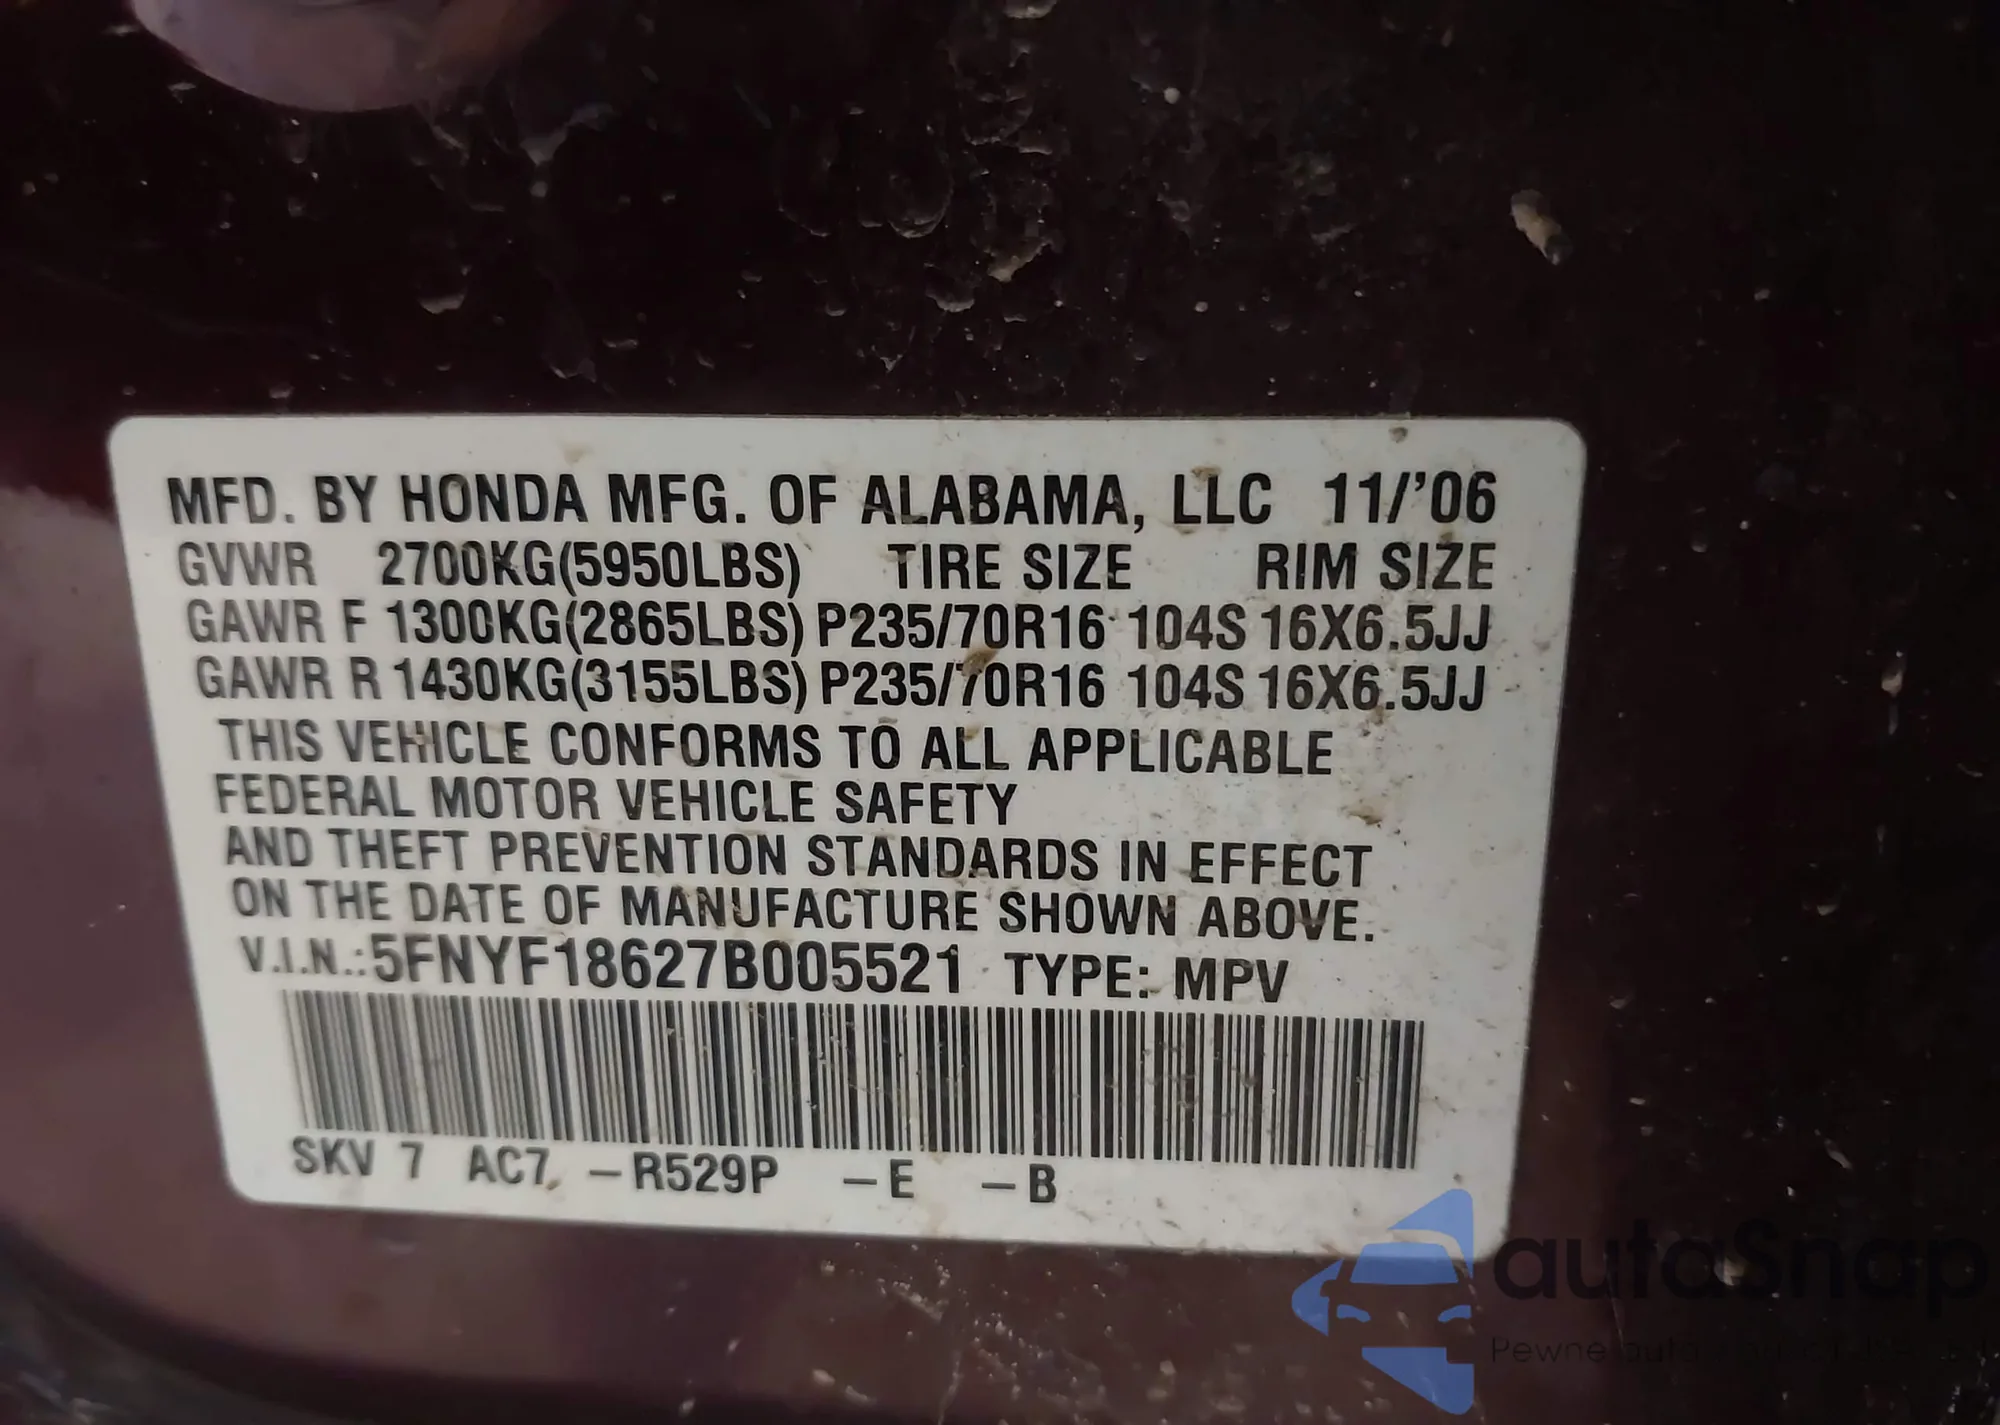 MFD. BY HONDA MFG. OF ALABAMA, LLC 11/'06
GVWR 2700KG(5950LBS) TIRE SIZE RIM SIZE
GAWR F 1300KG(2865LBS) P235/70R16 104S 16X6.5JJ
GAWR R 1430KG(3155LBS) P235/70R16 104S 16X6.5JJ
THIS VEHICLE CONFORMS TO ALL APPLICABLE
FEDERAL MOTOR VEHICLE SAFETY
AND THEFT PREVENTION STANDARDS IN EFFECT
ON THE DATE OF MANUFACTURE SHOWN ABOVE.
V.I.N.:5FNYF18627B005521 TYPE: MPV
SKV 7 AC7 -R529P -E -B
autaSnap
Pewne auta